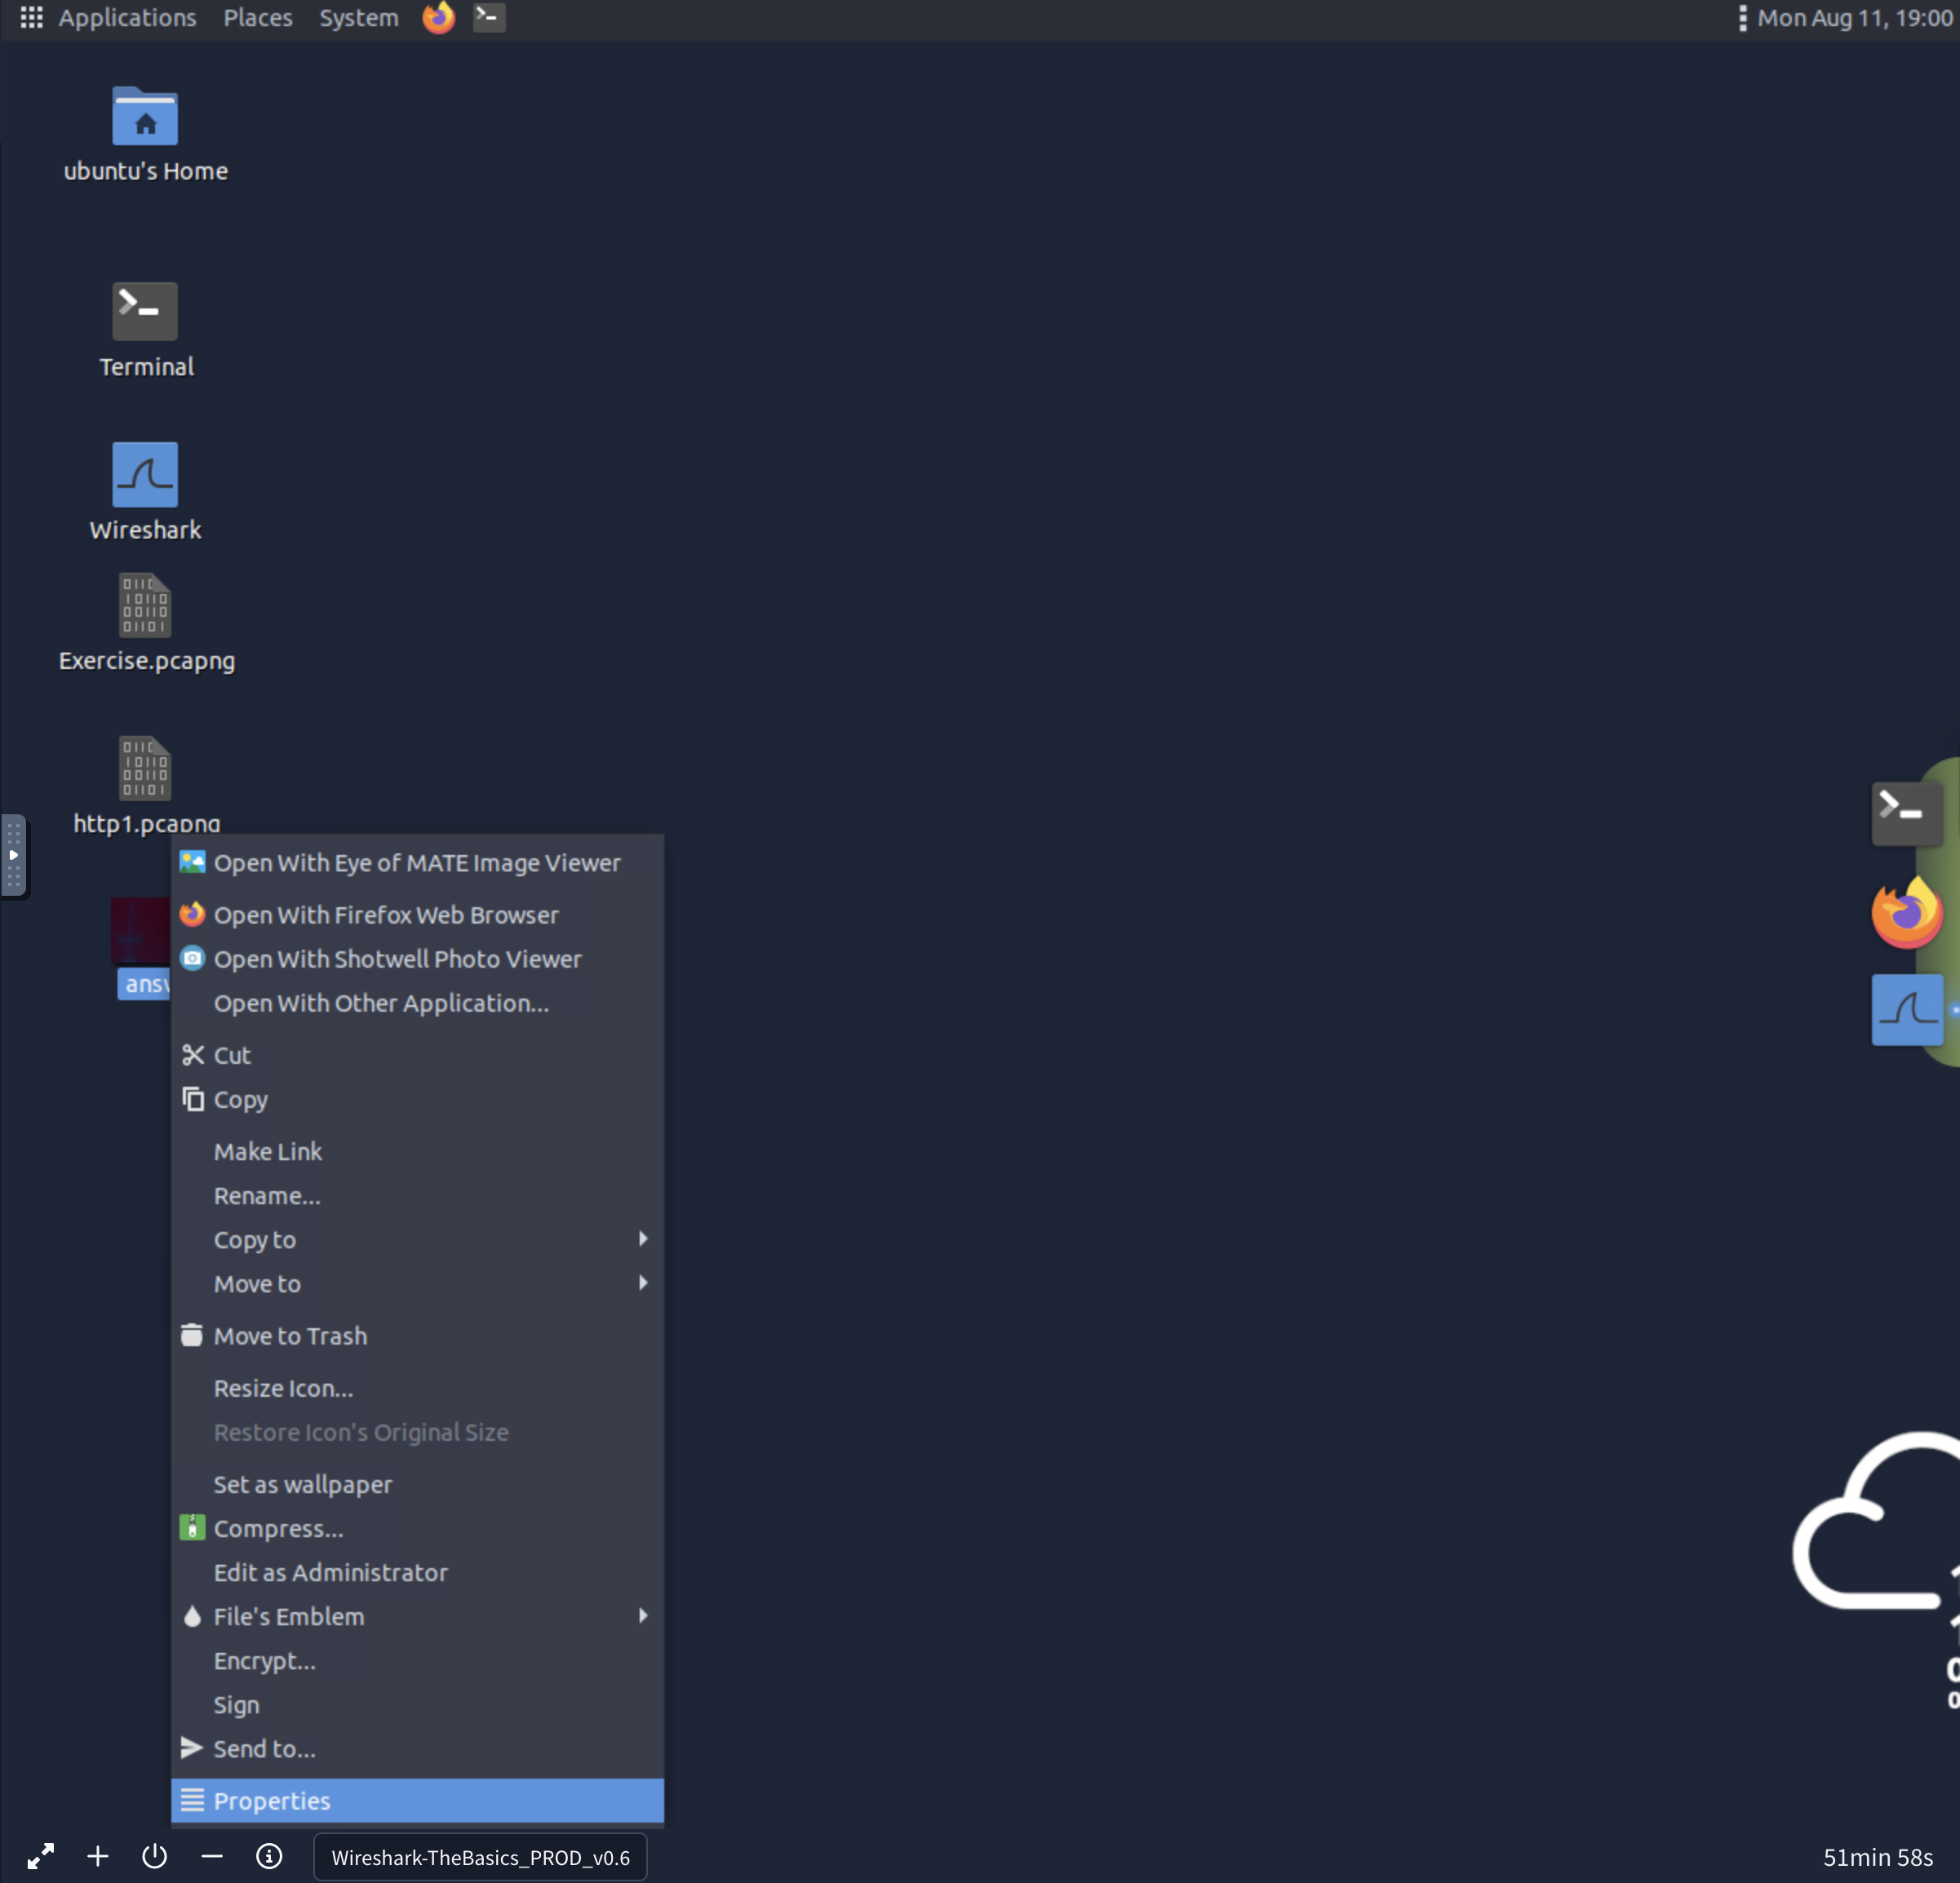 Applications Places System Mon Aug 11, 19:00
ubuntu's Home
Terminal
Wireshark
Exercise.pcapng
http1.pcapng
Open With Eye of MATE Image Viewer
Open With Firefox Web Browser
Open With Shotwell Photo Viewer
Open With Other Application...
Cut
Copy
Make Link
Rename...
Copy to
Move to
Move to Trash
Resize Icon...
Restore Icon's Original Size
Set as wallpaper
Compress...
Edit as Administrator
File's Emblem
Encrypt...
Sign
Send to...
Properties
Wireshark-TheBasics_PROD_v0.6 51min 58s